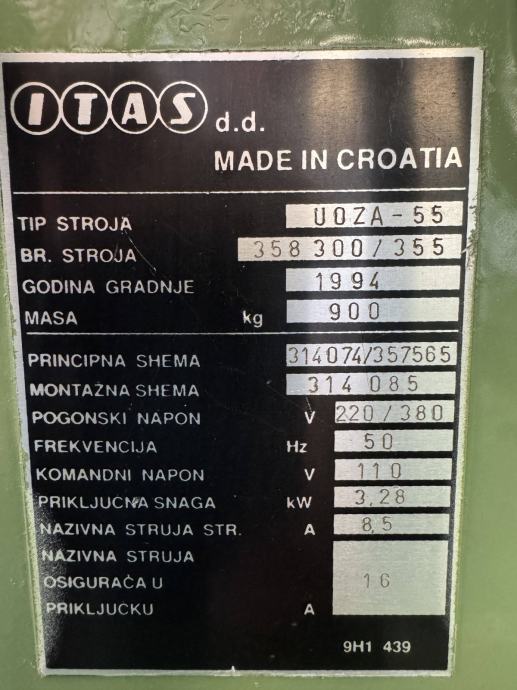 ITAS d.d.
MADE IN CROATIA
TIP STROJA UOZA-55
BR. STROJA 358 300/355
GODINA GRADNJE 1994
MASA kg 900
PRINCIPNA SHEMA 314074/357565
MONTAŽNA SHEMA 314 085
POGONSKI NAPON V 220/380
FREKVENCIJA Hz 50
KOMANDNI NAPON V 110
PRIKLJUČNA SNAGA kW 3,28
NAZIVNA STRUJA STR. A 8,5
NAZIVNA STRUJA
OSIGURAČA U 16
PRIKLJUČKU A
9H1 439